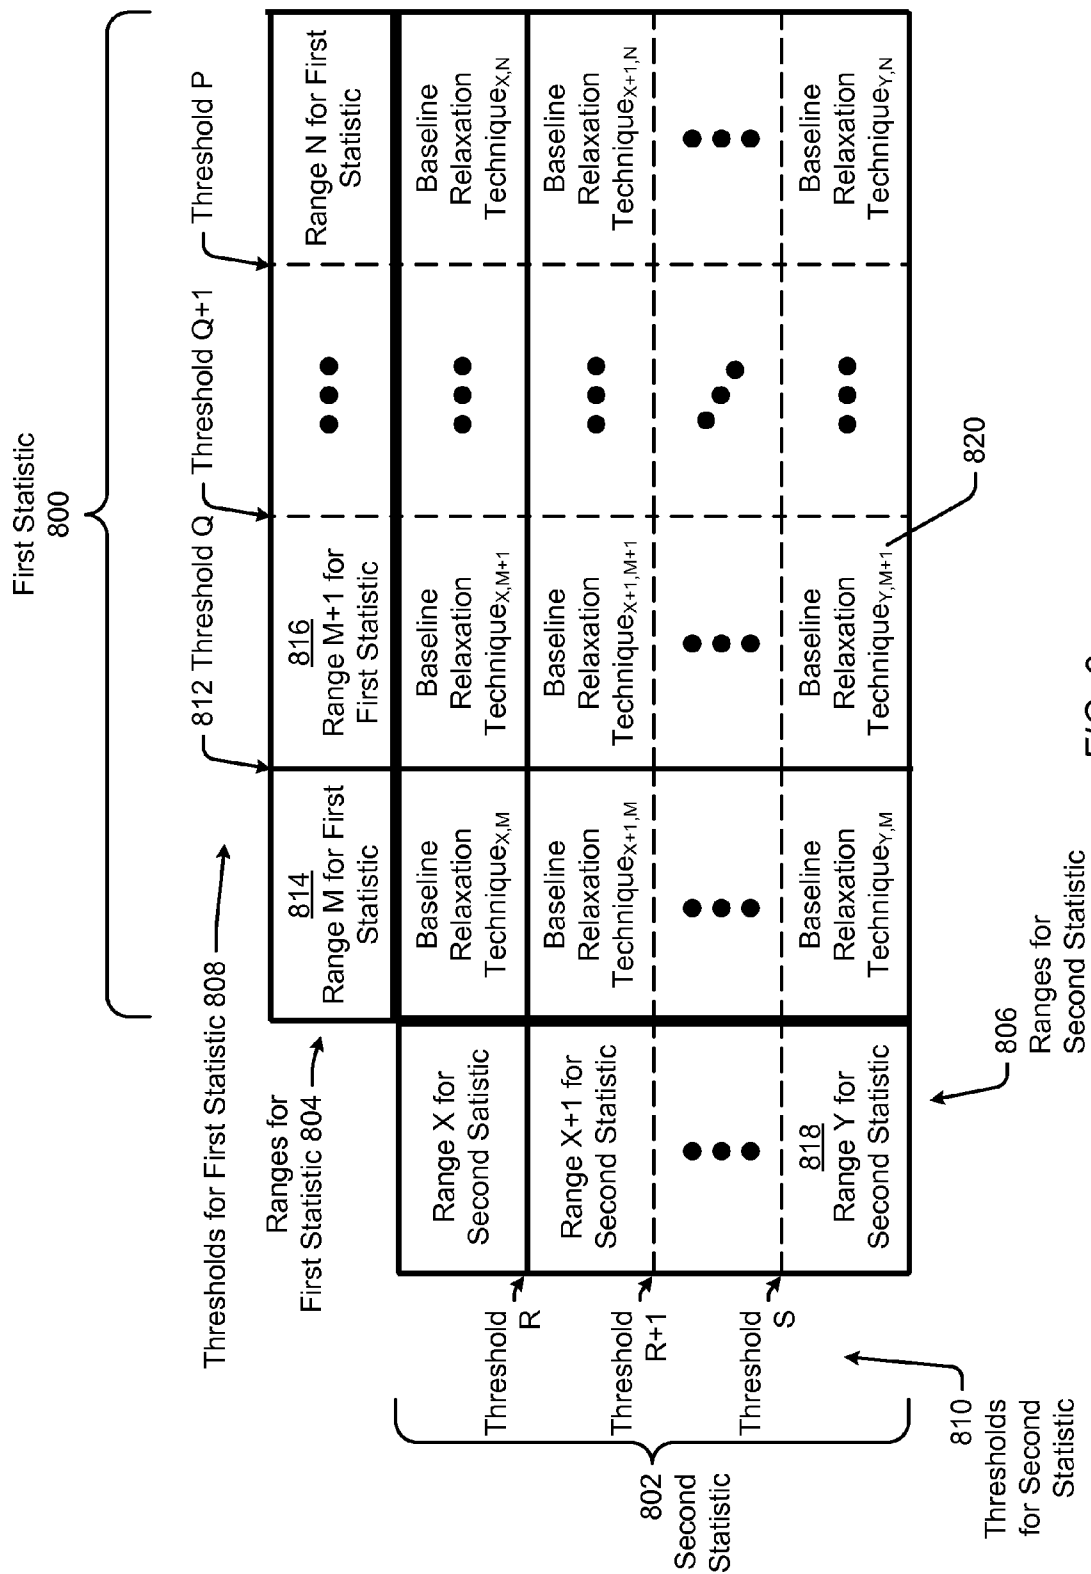 First Statistic
800
812 Threshold Q
Threshold Q+1
Threshold P
Thresholds for First Statistic 808
Ranges for
First Statistic 804
814
Range M for First
Statistic
816
Range M+1 for
First Statistic
Range N for First
Statistic
Threshold
R
Range X for
Second Satistic
Baseline
Relaxation
TechniqueX,M
Baseline
Relaxation
TechniqueX,M+1
Baseline
Relaxation
TechniqueX,N
802
Second
Statistic
Threshold
R+1
Range X+1 for
Second Statistic
Baseline
Relaxation
TechniqueX+1,M
Baseline
Relaxation
TechniqueX+1,M+1
Baseline
Relaxation
TechniqueX+1,N
Threshold
S
818
Range Y for
Second Statistic
Baseline
Relaxation
TechniqueY,M
Baseline
Relaxation
TechniqueY,M+1
Baseline
Relaxation
TechniqueY,N
820
810
Thresholds
for Second
Statistic
806
Ranges for
Second Statistic
FIG.